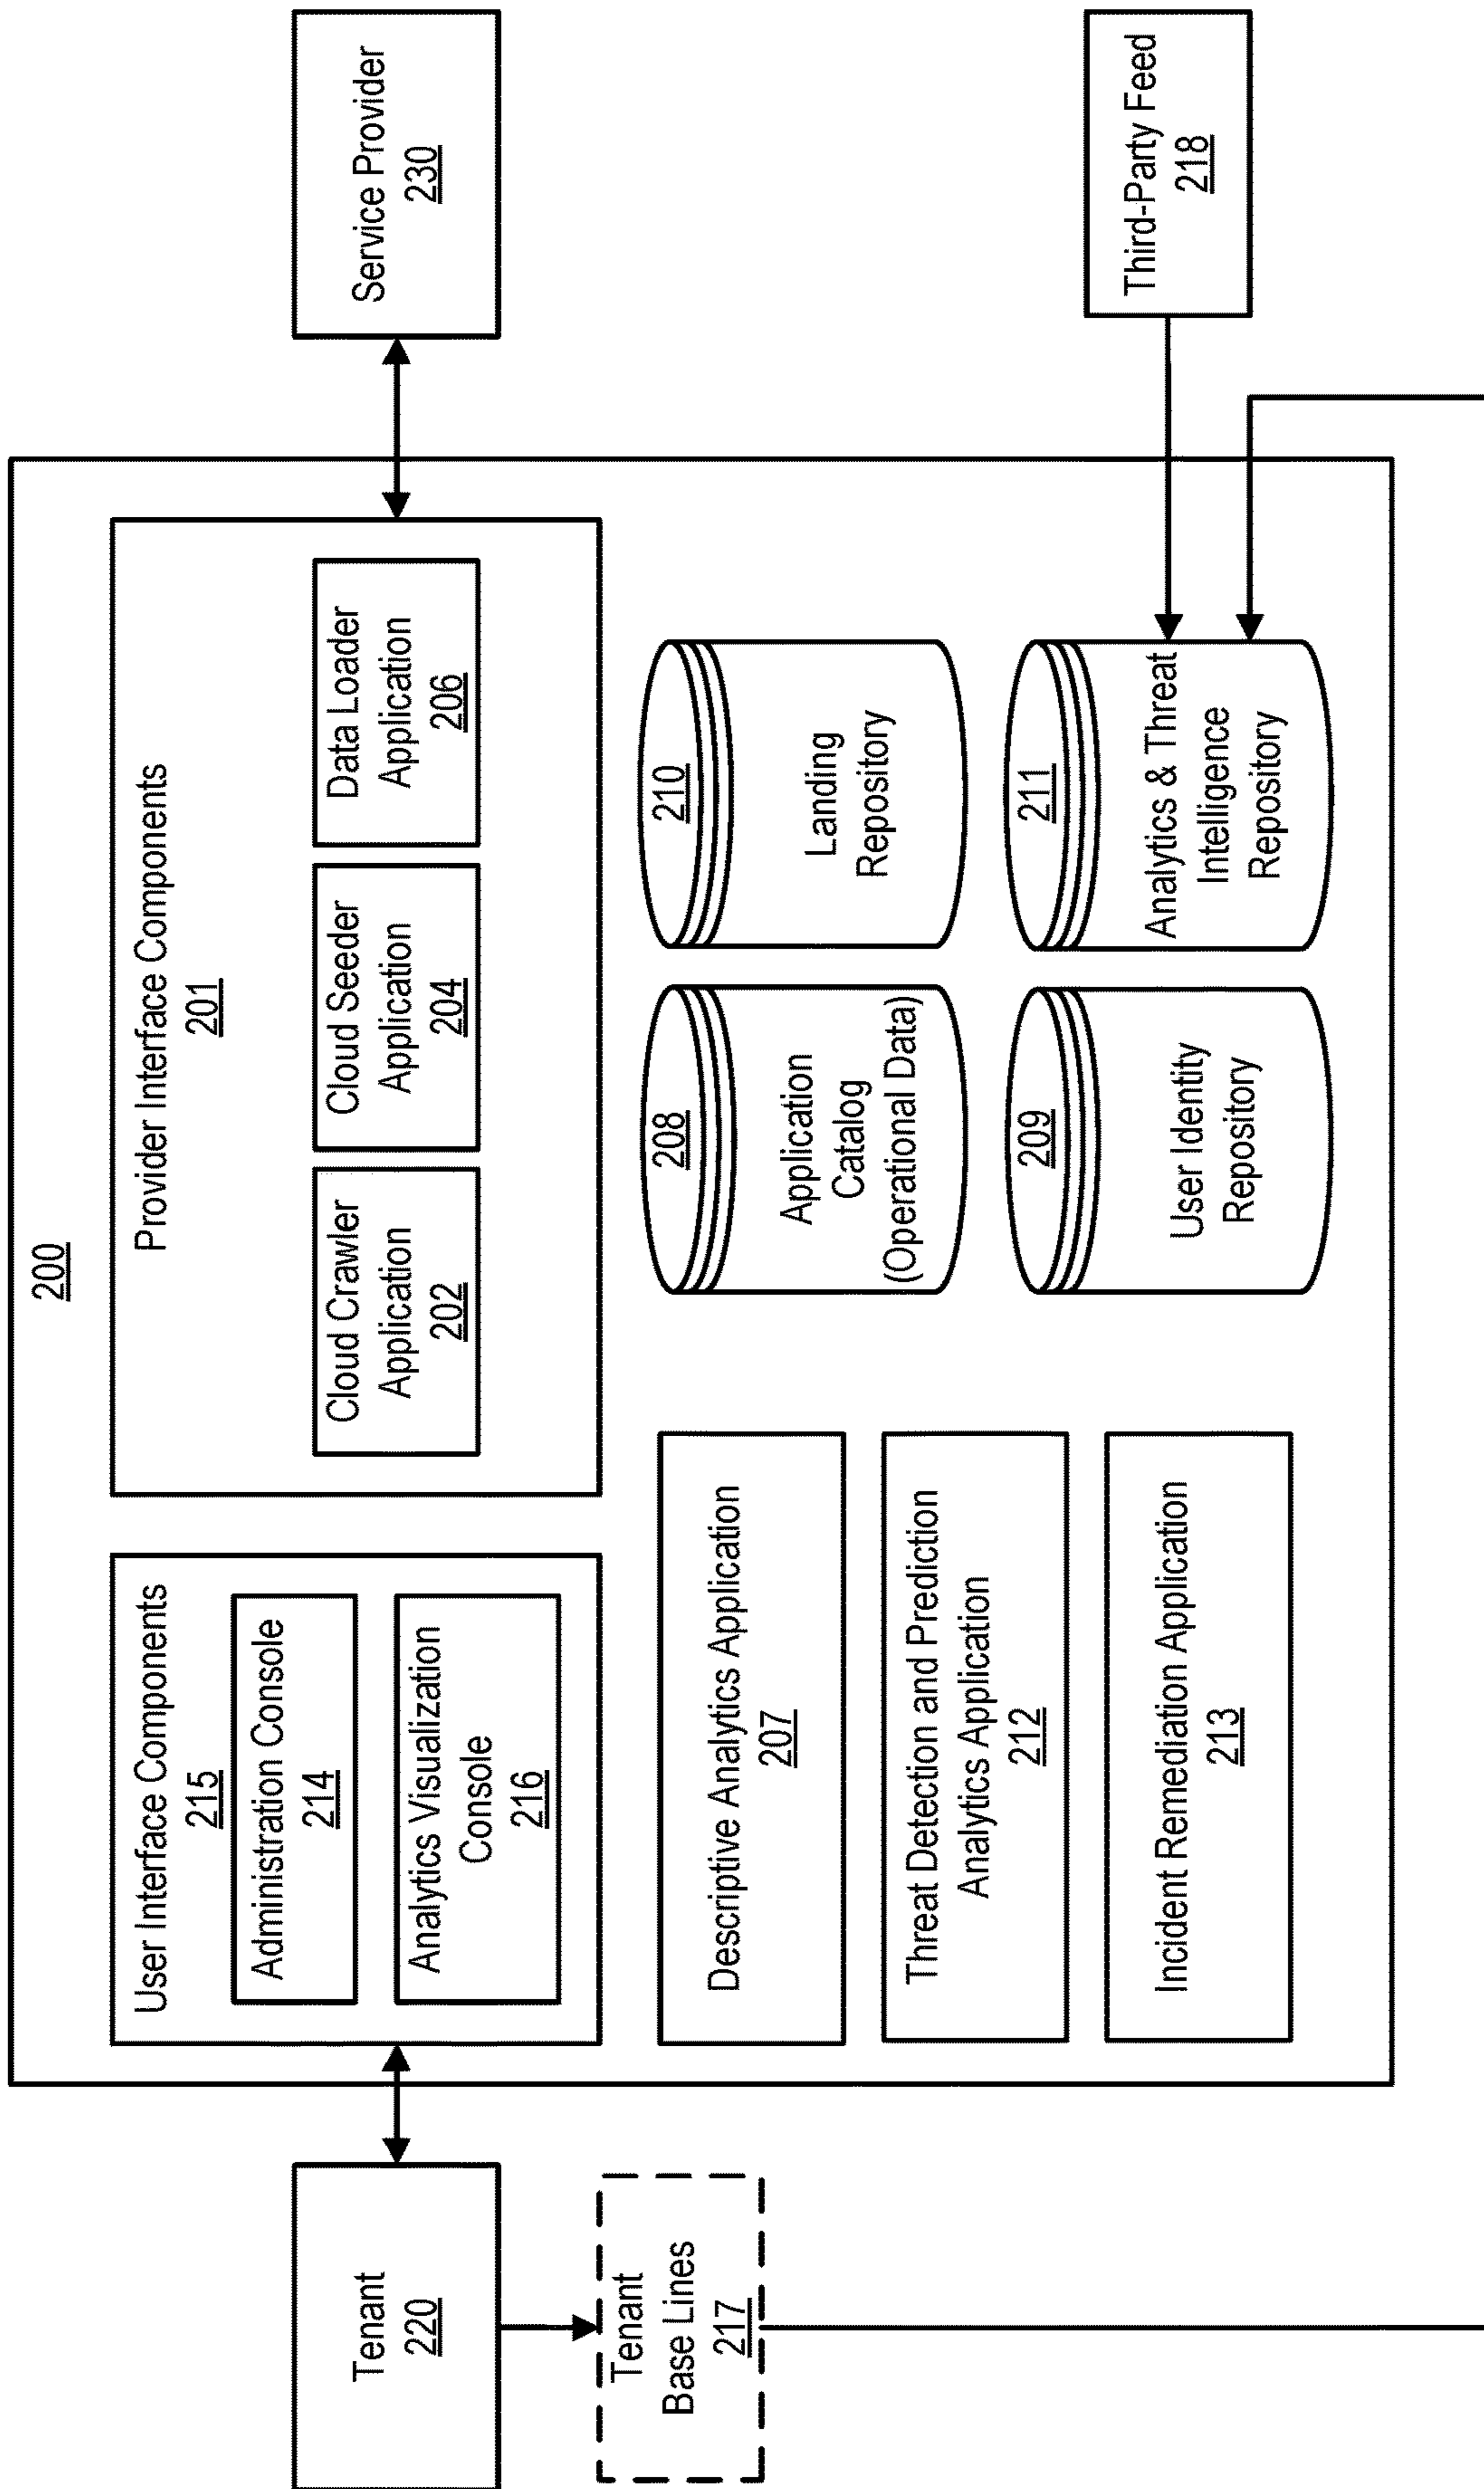 200
Tenant
220
Tenant
Base Lines
217
User Interface Components
215
Administration Console
214
Analytics Visualization
Console
216
Provider Interface Components
201
Cloud Crawler
Application
202
Cloud Seeder
Application
204
Data Loader
Application
206
Service Provider
230
Descriptive Analytics Application
207
Threat Detection and Prediction
Analytics Application
212
Incident Remediation Application
213
208
Application
Catalog
(Operational Data)
210
Landing
Repository
209
User Identity
Repository
211
Analytics & Threat
Intelligence
Repository
Third-Party Feed
218